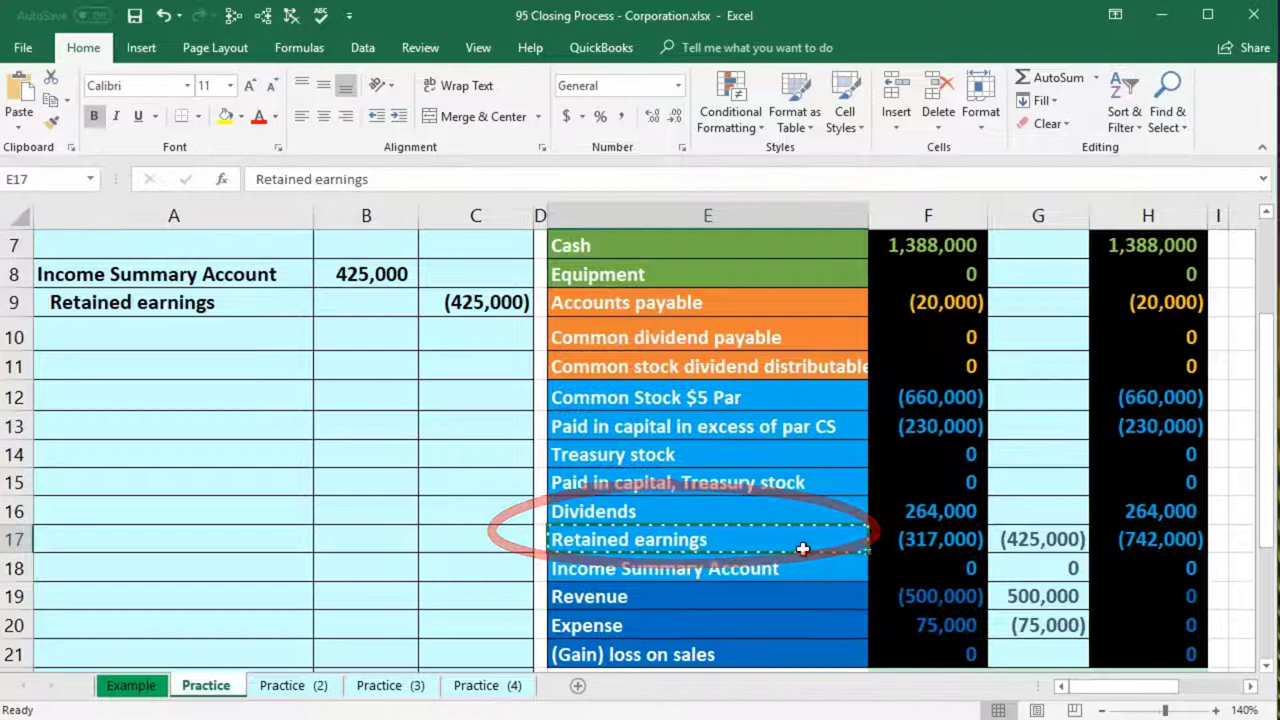 AutoSave Off
95 Closing Process - Corporation.xlsx - Excel
File Home Insert Page Layout Formulas Data Review View Help QuickBooks Tell me what you want to do Share
Calibri 11 A A Wrap Text General AutoSum
Paste B I U A Merge & Center $ % , Conditional Formatting Format as Table Cell Styles Insert Delete Format Fill Clear Sort & Filter Find & Select
Clipboard Font Alignment Number Styles Cells Editing
E17 fx Retained earnings
A B C D E F G H I
7 Cash 1,388,000 1,388,000
8 Income Summary Account 425,000 Equipment 0 0
9 Retained earnings (425,000) Accounts payable (20,000) (20,000)
10 Common dividend payable 0 0
11 Common stock dividend distributable 0 0
12 Common Stock $5 Par (660,000) (660,000)
13 Paid in capital in excess of par CS (230,000) (230,000)
14 Treasury stock 0 0
15 Paid in capital, Treasury stock 0 0
16 Dividends 264,000 264,000
17 Retained earnings (317,000) (425,000) (742,000)
18 Income Summary Account 0 0 0
19 Revenue (500,000) 500,000 0
20 Expense 75,000 (75,000) 0
21 (Gain) loss on sales 0 0
Example Practice Practice (2) Practice (3) Practice (4)
Ready 140%